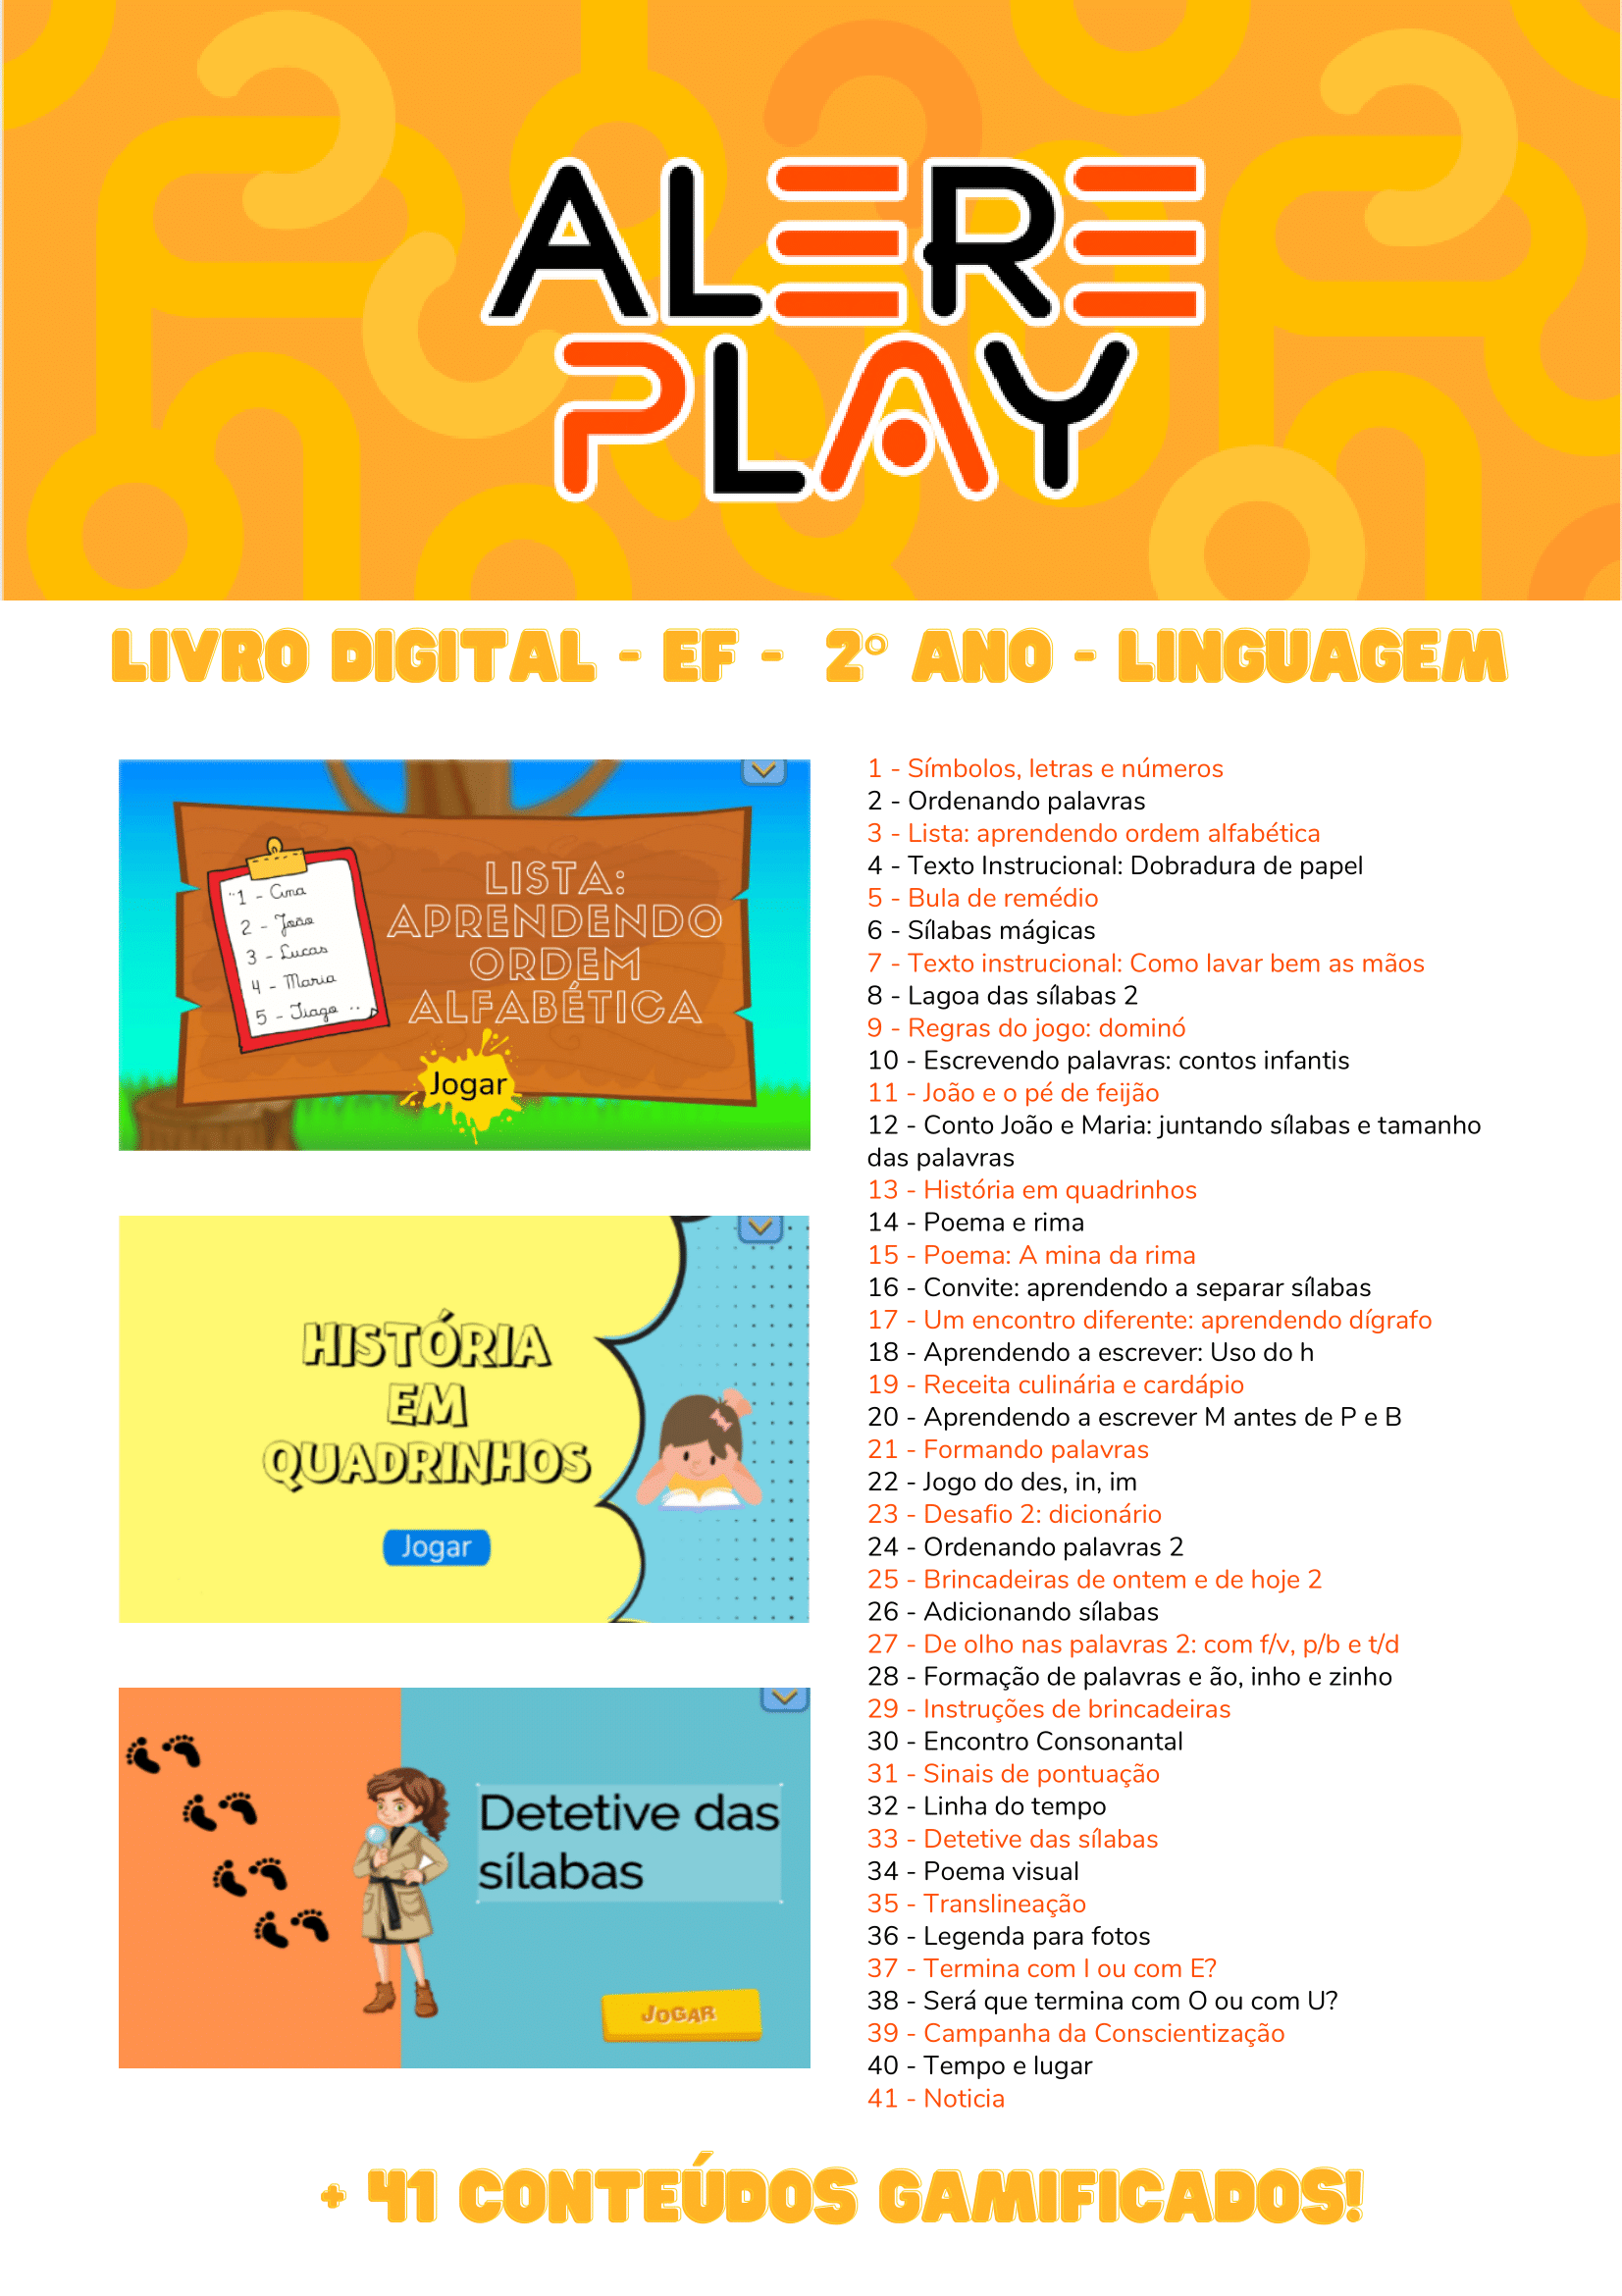 ALERE
PLAY
LIVRO DIGITAL - EF - 2º ANO - LINGUAGEM
1 - Ana
2 - João
3 - Lucas
4 - Maria
5 - Tiago
LISTA:
APRENDENDO
ORDEM
ALFABÉTICA
Jogar
HISTÓRIA
EM
QUADRINHOS
Jogar
Detetive das
sílabas
JOGAR
1 - Símbolos, letras e números
2 - Ordenando palavras
3 - Lista: aprendendo ordem alfabética
4 - Texto Instrucional: Dobradura de papel
5 - Bula de remédio
6 - Sílabas mágicas
7 - Texto instrucional: Como lavar bem as mãos
8 - Lagoa das sílabas 2
9 - Regras do jogo: dominó
10 - Escrevendo palavras: contos infantis
11 - João e o pé de feijão
12 - Conto João e Maria: juntando sílabas e tamanho
das palavras
13 - História em quadrinhos
14 - Poema e rima
15 - Poema: A mina da rima
16 - Convite: aprendendo a separar sílabas
17 - Um encontro diferente: aprendendo dígrafo
18 - Aprendendo a escrever: Uso do h
19 - Receita culinária e cardápio
20 - Aprendendo a escrever M antes de P e B
21 - Formando palavras
22 - Jogo do des, in, im
23 - Desafio 2: dicionário
24 - Ordenando palavras 2
25 - Brincadeiras de ontem e de hoje 2
26 - Adicionando sílabas
27 - De olho nas palavras 2: com f/v, p/b e t/d
28 - Formação de palavras e ão, inho e zinho
29 - Instruções de brincadeiras
30 - Encontro Consonantal
31 - Sinais de pontuação
32 - Linha do tempo
33 - Detetive das sílabas
34 - Poema visual
35 - Translineação
36 - Legenda para fotos
37 - Termina com I ou com E?
38 - Será que termina com O ou com U?
39 - Campanha da Conscientização
40 - Tempo e lugar
41 - Noticia
+ 41 CONTEÚDOS GAMIFICADOS!